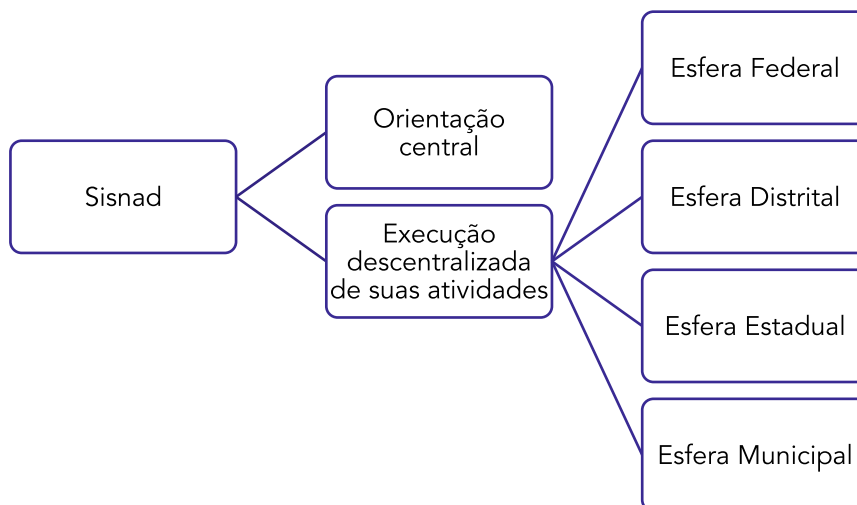 Sisnad
Orientação
central
Execução
descentralizada
de suas atividades
Esfera Federal
Esfera Distrital
Esfera Estadual
Esfera Municipal